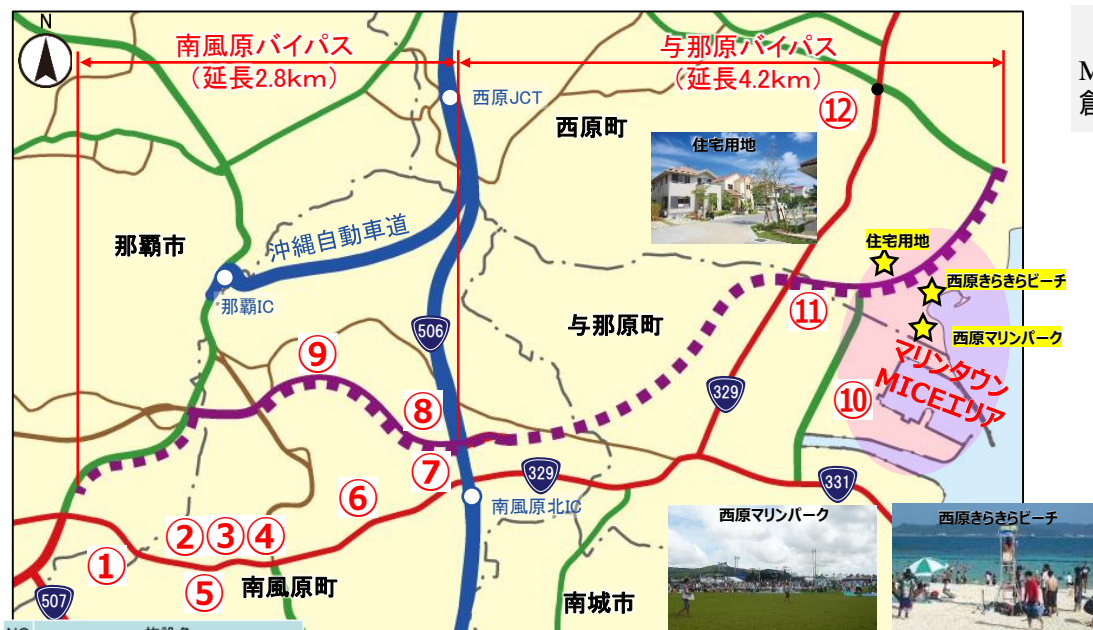 N
南風原バイパス
（延長2.8km）
与那原バイパス
（延長4.2km）
M
倉
西原JCT
西原町
⑫
住宅用地
那覇市
沖縄自動車道
那覇IC
住宅用地
西原きらきらビーチ
西原マリンパーク
マリンタウン
MICEエリア
与那原町
⑪
506
⑨
⑧
⑦
329
⑩
329
331
南風原北IC
⑥
②③④
①
⑤
南風原町
南城市
507
西原マリンパーク
西原きらきらビーチ